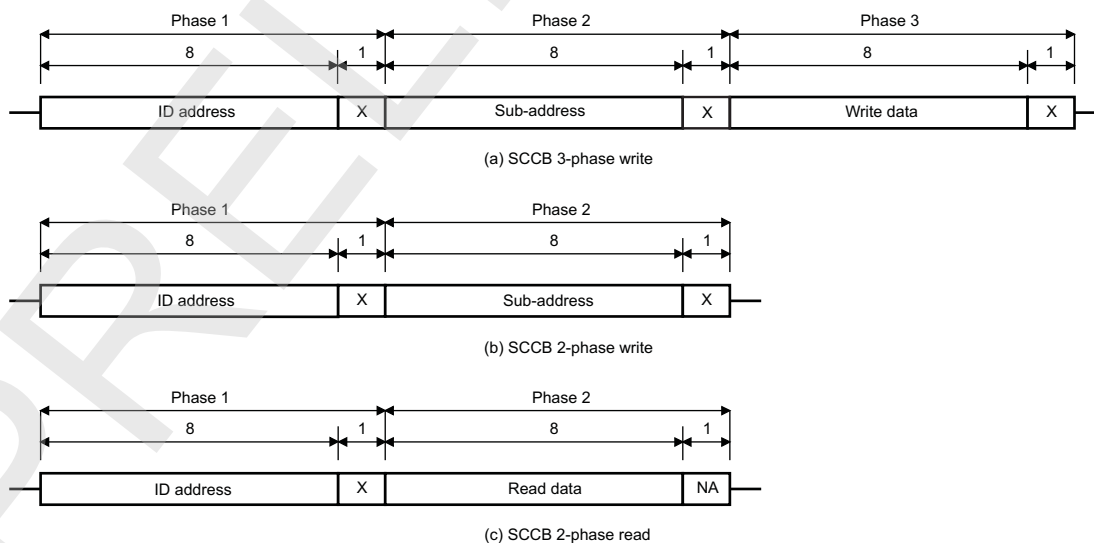 Phase 1 Phase 2 Phase 3
8 1 8 1 8 1
ID address X Sub-address X Write data X
(a) SCCB 3-phase write
Phase 1 Phase 2
8 1 8 1
ID address X Sub-address X
(b) SCCB 2-phase write
Phase 1 Phase 2
8 1 8 1
ID address X Read data NA
(c) SCCB 2-phase read